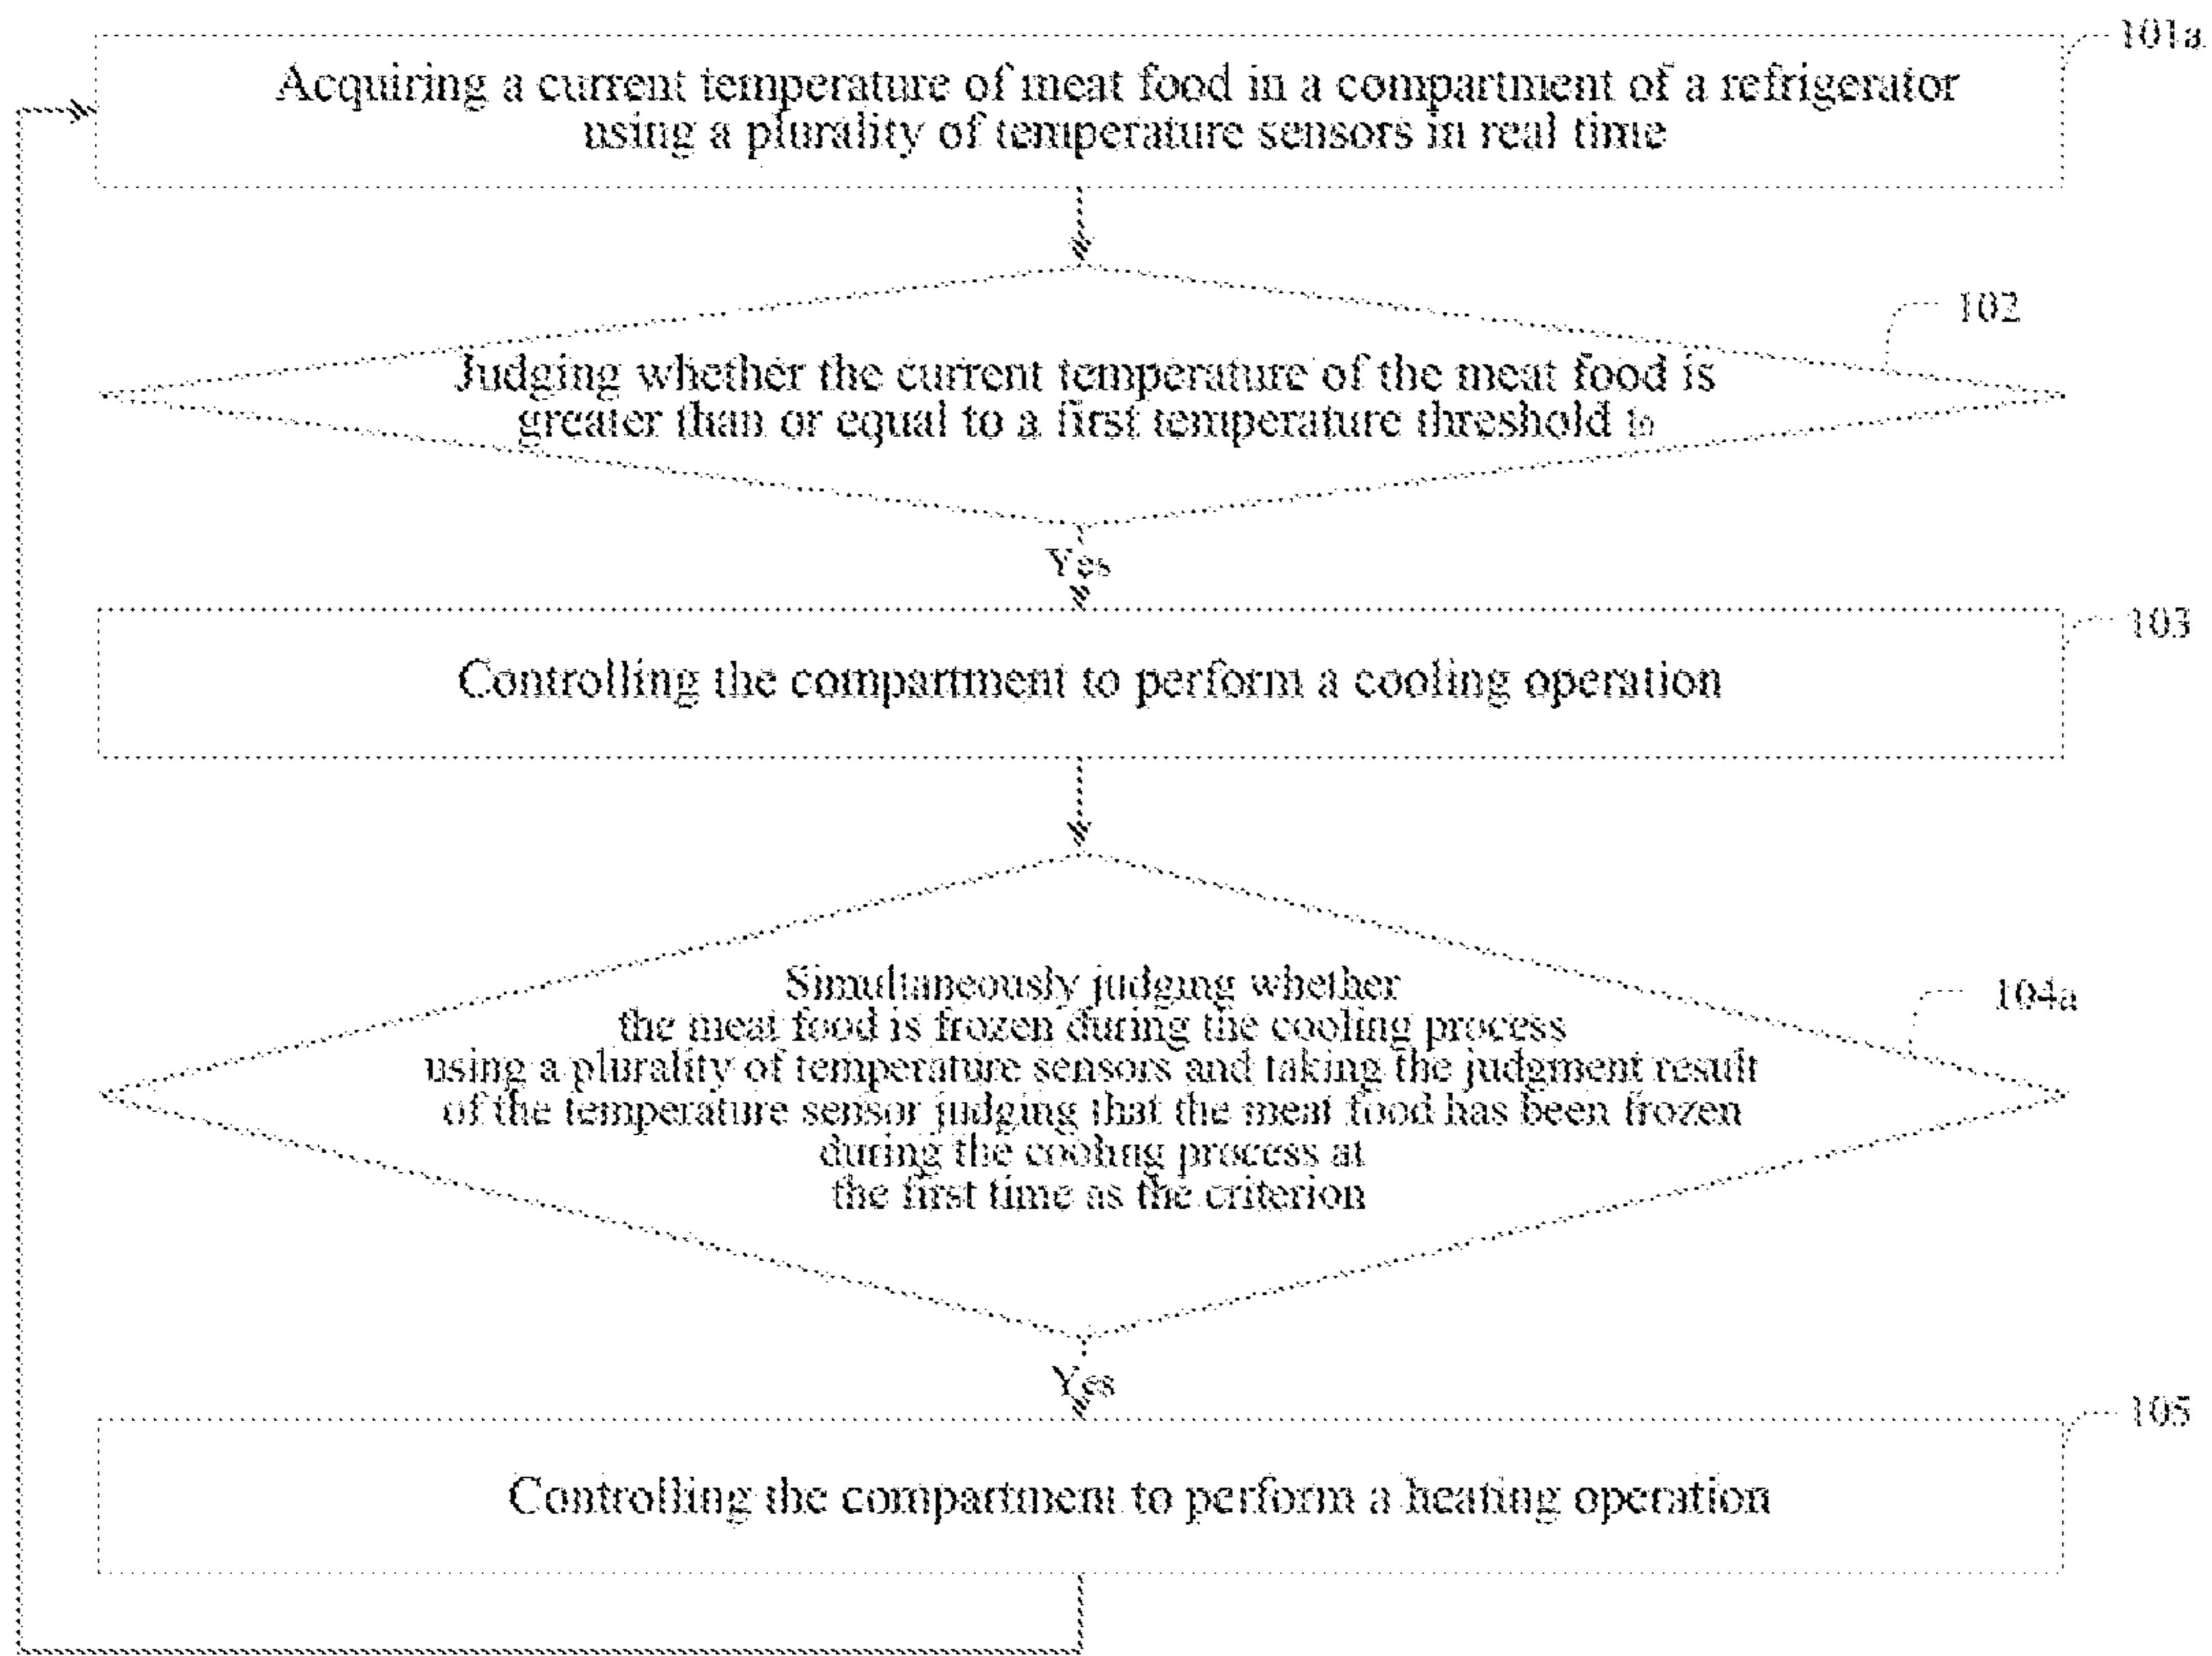 101a
Acquiring a current temperature of meat food in a compartment of a refrigerator
using a plurality of temperature sensors in real time
102
Judging whether the current temperature of the meat food is
greater than or equal to a first temperature threshold t₀
Yes
103
Controlling the compartment to perform a cooling operation
104a
Simultaneously judging whether
the meat food is frozen during the cooling process
using a plurality of temperature sensors and taking the judgment result
of the temperature sensor judging that the meat food has been frozen
during the cooling process at
the first time as the criterion
Yes
105
Controlling the compartment to perform a heating operation